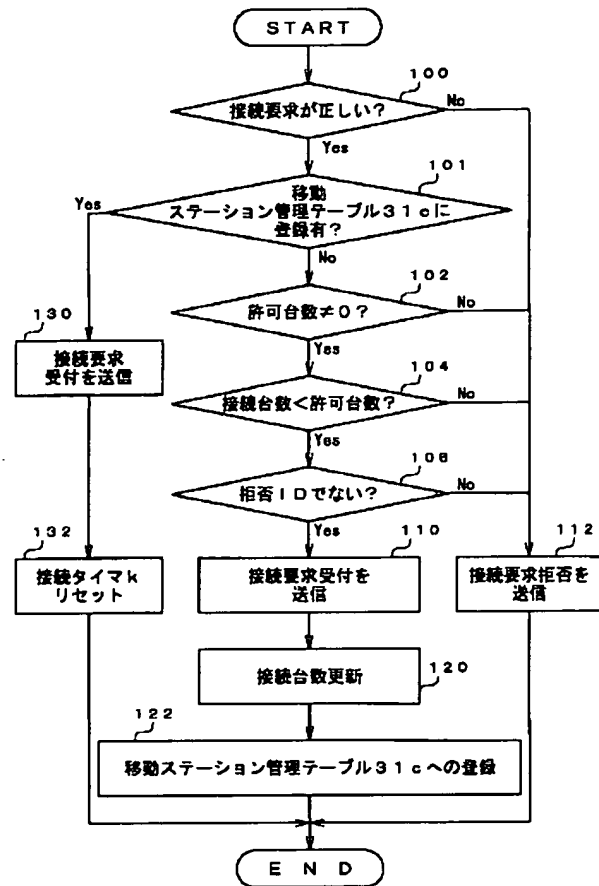 START
100
接続要求が正しい?
No
Yes
101
移動
ステーション管理テーブル31cに
登録有?
Yes
No
102
許可台数≠0?
No
Yes
130
接続要求
受付を送信
104
接続台数<許可台数?
No
Yes
106
拒否IDでない?
No
Yes
132
接続タイマk
リセット
110
接続要求受付を
送信
112
接続要求拒否を
送信
接続台数更新
120
122
移動ステーション管理テーブル31cへの登録
END